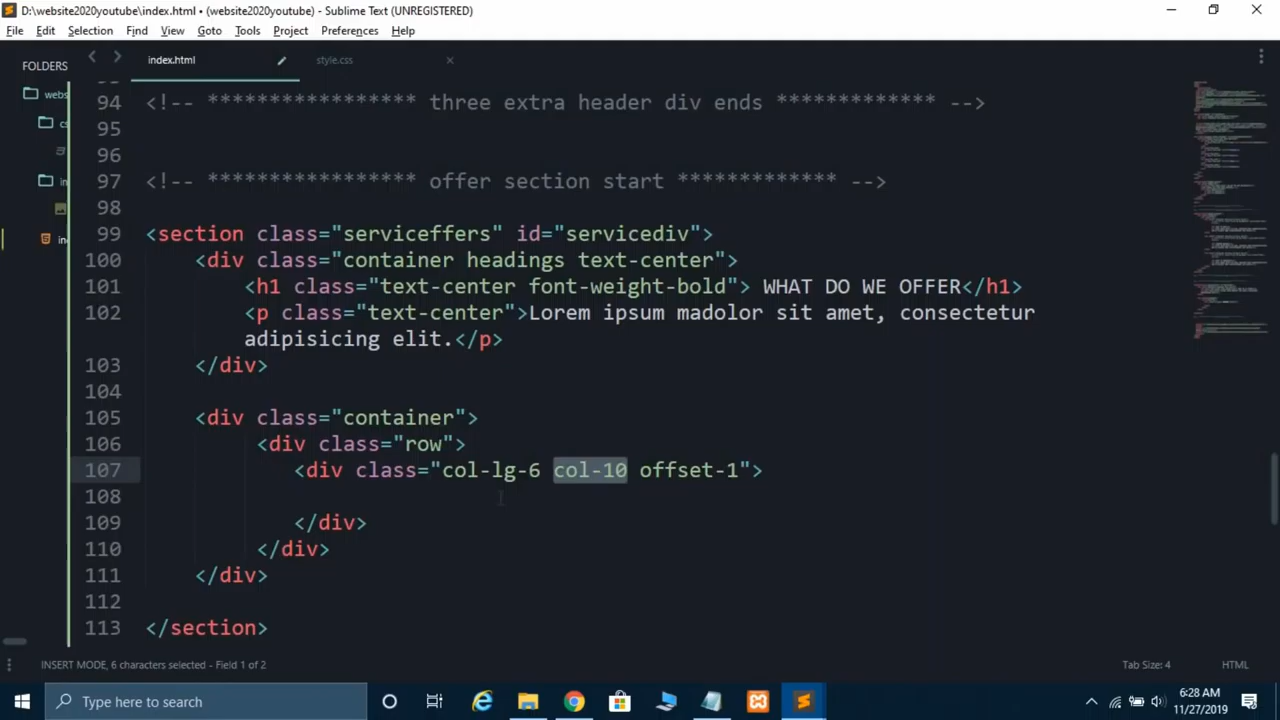 D:\website2020youtube\index.html • (website2020youtube) - Sublime Text (UNREGISTERED)
File Edit Selection Find View Goto Tools Project Preferences Help
FOLDERS
index.html
style.css
webs
94 <!-- ***************** three extra header div ends ************* -->
95
96
97 <!-- ***************** offer section start ************* -->
98
99 <section class="serviceffers" id="servicediv">
100 <div class="container headings text-center">
101 <h1 class="text-center font-weight-bold"> WHAT DO WE OFFER</h1>
102 <p class="text-center">Lorem ipsum madolor sit amet, consectetur
adipisicing elit.</p>
103 </div>
104
105 <div class="container">
106 <div class="row">
107 <div class="col-lg-6 col-10 offset-1">
108
109 </div>
110 </div>
111 </div>
112
113 </section>
INSERT MODE, 6 characters selected - Field 1 of 2
Tab Size: 4
HTML
Type here to search
6:28 AM
11/27/2019